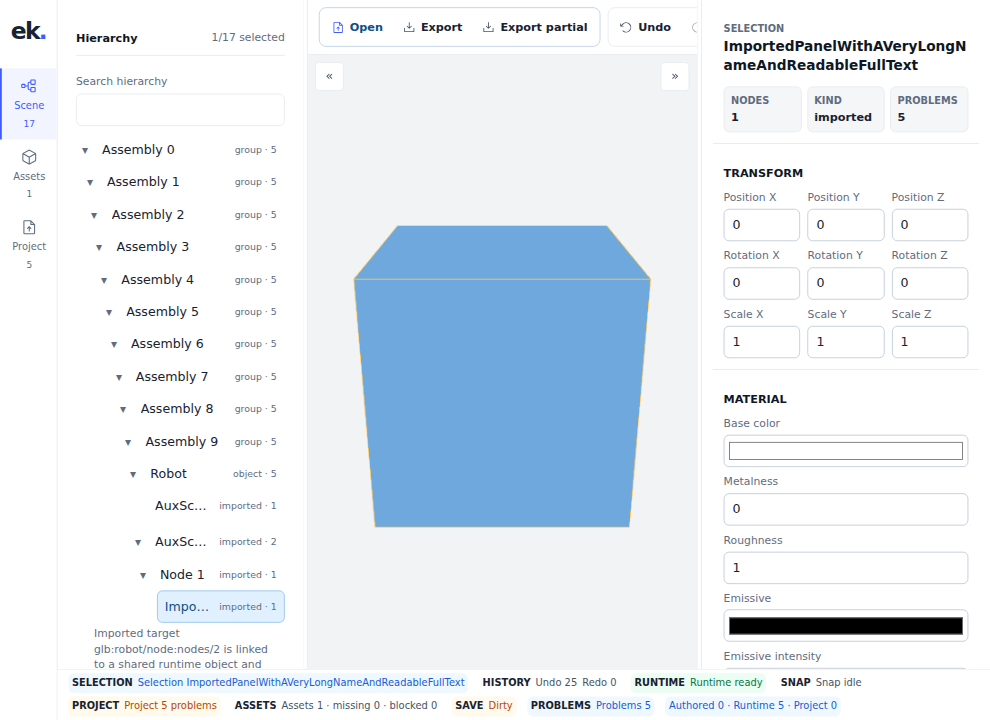 ek.
Scene
17
Assets
1
Project
5
Hierarchy 1/17 selected
Search hierarchy
▾ Assembly 0 group · 5
▾ Assembly 1 group · 5
▾ Assembly 2 group · 5
▾ Assembly 3 group · 5
▾ Assembly 4 group · 5
▾ Assembly 5 group · 5
▾ Assembly 6 group · 5
▾ Assembly 7 group · 5
▾ Assembly 8 group · 5
▾ Assembly 9 group · 5
▾ Robot object · 5
AuxSc… imported · 1
▾ AuxSc… imported · 2
▾ Node 1 imported · 1
Impo… imported · 1
Imported target
glb:robot/node:nodes/2 is linked
to a shared runtime object and
Open Export Export partial Undo
« »
SELECTION
ImportedPanelWithAVeryLongN
ameAndReadableFullText
NODES KIND PROBLEMS
1 imported 5
TRANSFORM
Position X Position Y Position Z
0 0 0
Rotation X Rotation Y Rotation Z
0 0 0
Scale X Scale Y Scale Z
1 1 1
MATERIAL
Base color
Metalness
0
Roughness
1
Emissive
Emissive intensity
SELECTION Selection ImportedPanelWithAVeryLongNameAndReadableFullText HISTORY Undo 25 Redo 0 RUNTIME Runtime ready SNAP Snap idle
PROJECT Project 5 problems ASSETS Assets 1 · missing 0 · blocked 0 SAVE Dirty PROBLEMS Problems 5 Authored 0 · Runtime 5 · Project 0